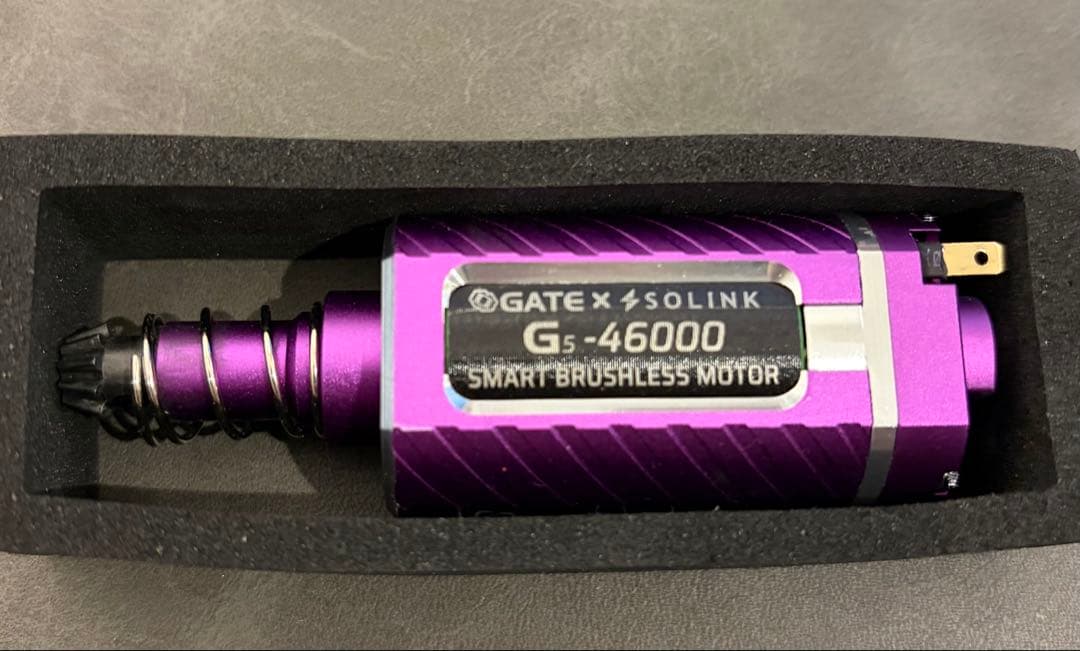 GATE X SOLINK
G5-46000
SMART BRUSHLESS MOTOR